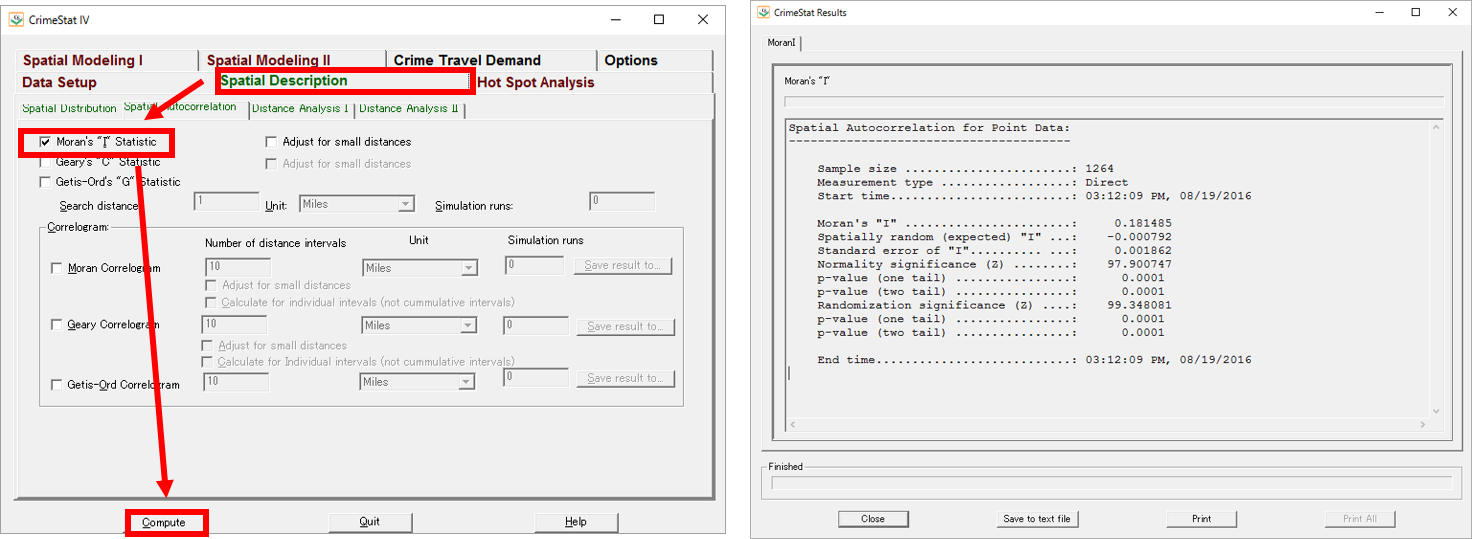 CrimeStat IV
Spatial Modeling I
Spatial Modeling II
Crime Travel Demand
Options
Data Setup
Spatial Description
Hot Spot Analysis
Spatial Distribution
Spatial Autocorrelation
Distance Analysis I
Distance Analysis II
Moran's "I" Statistic
Adjust for small distances
Geary's "C" Statistic
Adjust for small distances
Getis-Ord's "G" Statistic
Search distance:
1
Unit:
Miles
Simulation runs:
0
Correlogram:
Number of distance intervals
Unit
Simulation runs
Moran Correlogram
10
Miles
0
Save result to...
Adjust for small distances
Calculate for individual intevals (not cummulative intervals)
Geary Correlogram
10
Miles
0
Save result to...
Adjust for small distances
Calculate for Individual intevals (not cummulative intervals)
Getis-Ord Correlogram
10
Miles
0
Save result to...
Compute
Quit
Help
CrimeStat Results
MoranI
Moran's "I"
Spatial Autocorrelation for Point Data:
---------------------------------------
Sample size .......................: 1264
Measurement type ..................: Direct
Start time.........................: 03:12:09 PM, 08/19/2016
Moran's "I" .......................: 0.181485
Spatially random (expected) "I" ...: -0.000792
Standard error of "I".......... ...: 0.001862
Normality significance (Z) ........: 97.900747
p-value (one tail) ................: 0.0001
p-value (two tail) ................: 0.0001
Randomization significance (Z) ....: 99.348081
p-value (one tail) ................: 0.0001
p-value (two tail) ................: 0.0001
End time...........................: 03:12:09 PM, 08/19/2016
Finished
Close
Save to text file
Print
Print All